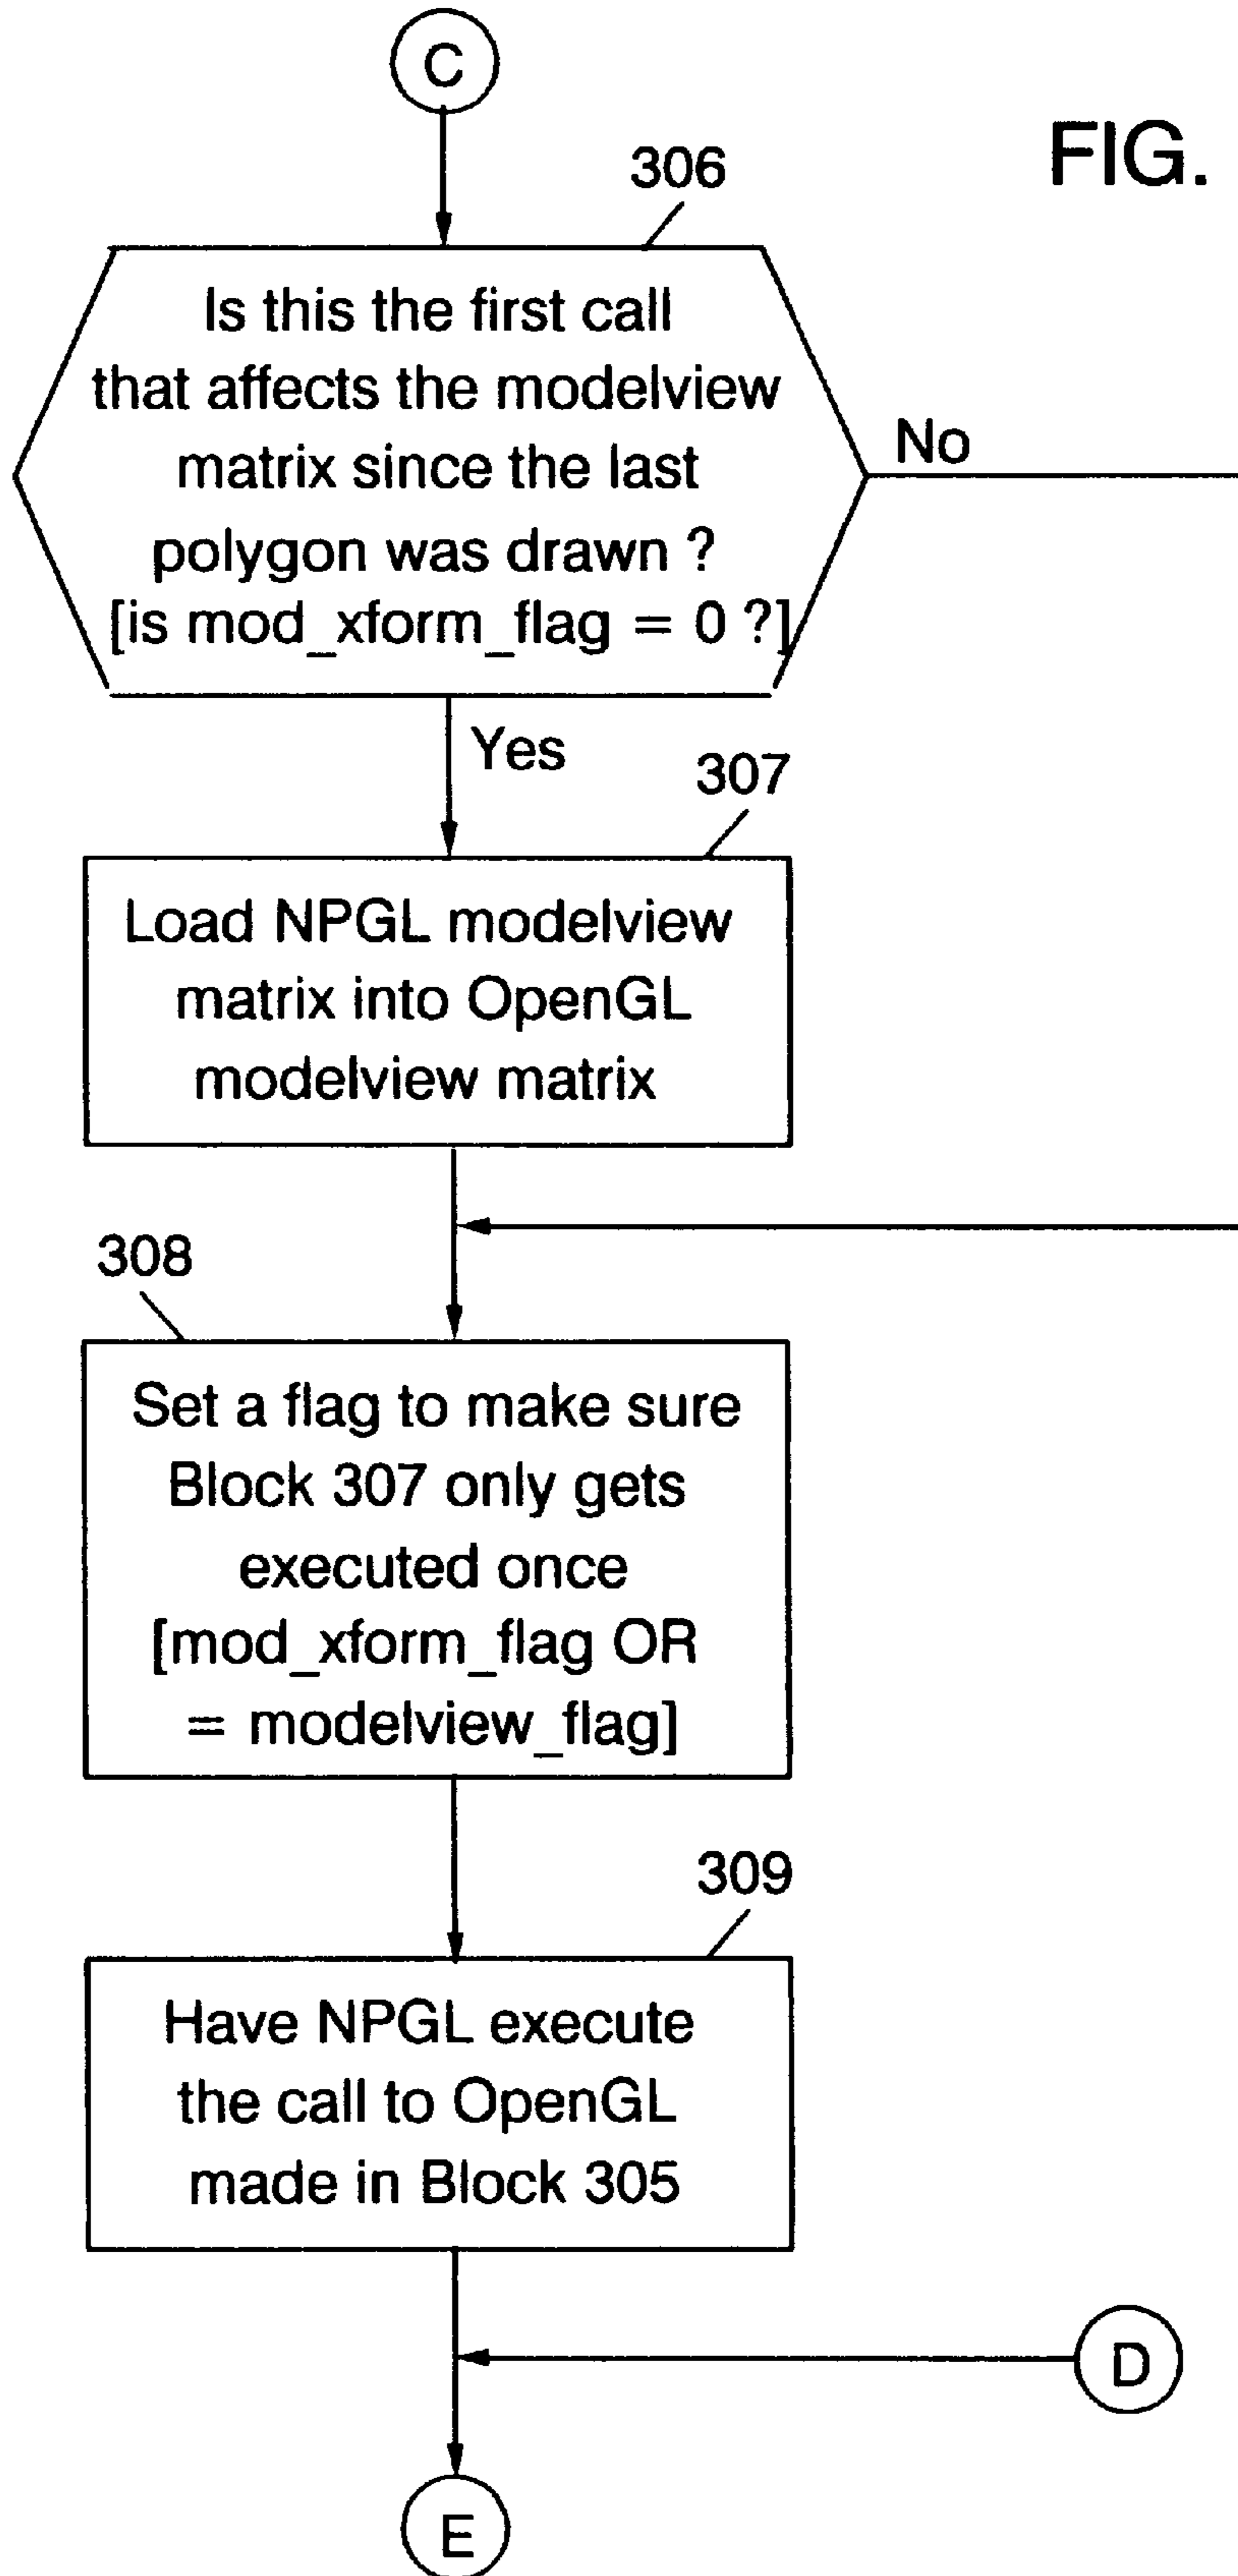 C
FIG.
306
Is this the first call
that affects the modelview
matrix since the last
polygon was drawn ?
[is mod_xform_flag = 0 ?]
No
Yes
307
Load NPGL modelview
matrix into OpenGL
modelview matrix
308
Set a flag to make sure
Block 307 only gets
executed once
[mod_xform_flag OR
= modelview_flag]
309
Have NPGL execute
the call to OpenGL
made in Block 305
D
E